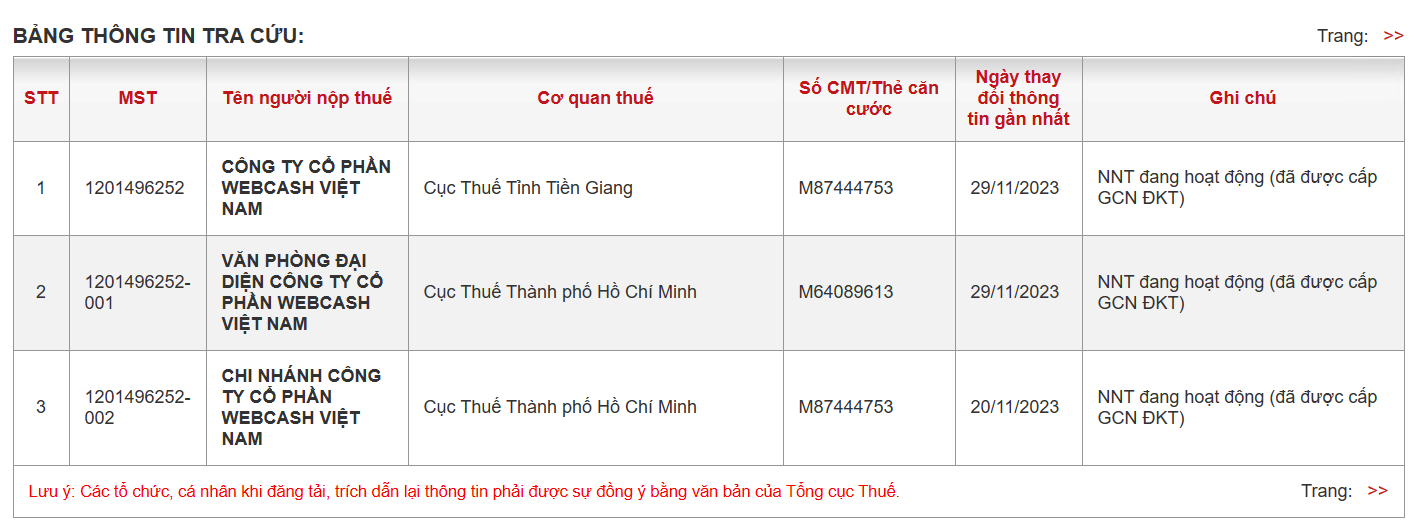 BẢNG THÔNG TIN TRA CỨU:
Trang: >>
STT
MST
Tên người nộp thuế
Cơ quan thuế
Số CMT/Thẻ căn
cước
Ngày thay
đổi thông
tin gần nhất
Ghi chú
1
1201496252
CÔNG TY CỔ PHẦN
WEBCASH VIỆT
NAM
Cục Thuế Tỉnh Tiền Giang
M87444753
29/11/2023
NNT đang hoạt động (đã được cấp
GCN ĐKT)
2
1201496252-
001
VĂN PHÒNG ĐẠI
DIỆN CÔNG TY CỔ
PHẦN WEBCASH
VIỆT NAM
Cục Thuế Thành phố Hồ Chí Minh
M64089613
29/11/2023
NNT đang hoạt động (đã được cấp
GCN ĐKT)
3
1201496252-
002
CHI NHÁNH CÔNG
TY CỔ PHẦN
WEBCASH VIỆT
NAM
Cục Thuế Thành phố Hồ Chí Minh
M87444753
20/11/2023
NNT đang hoạt động (đã được cấp
GCN ĐKT)
Lưu ý: Các tổ chức, cá nhân khi đăng tải, trích dẫn lại thông tin phải được sự đồng ý bằng văn bản của Tổng cục Thuế.
Trang: >>